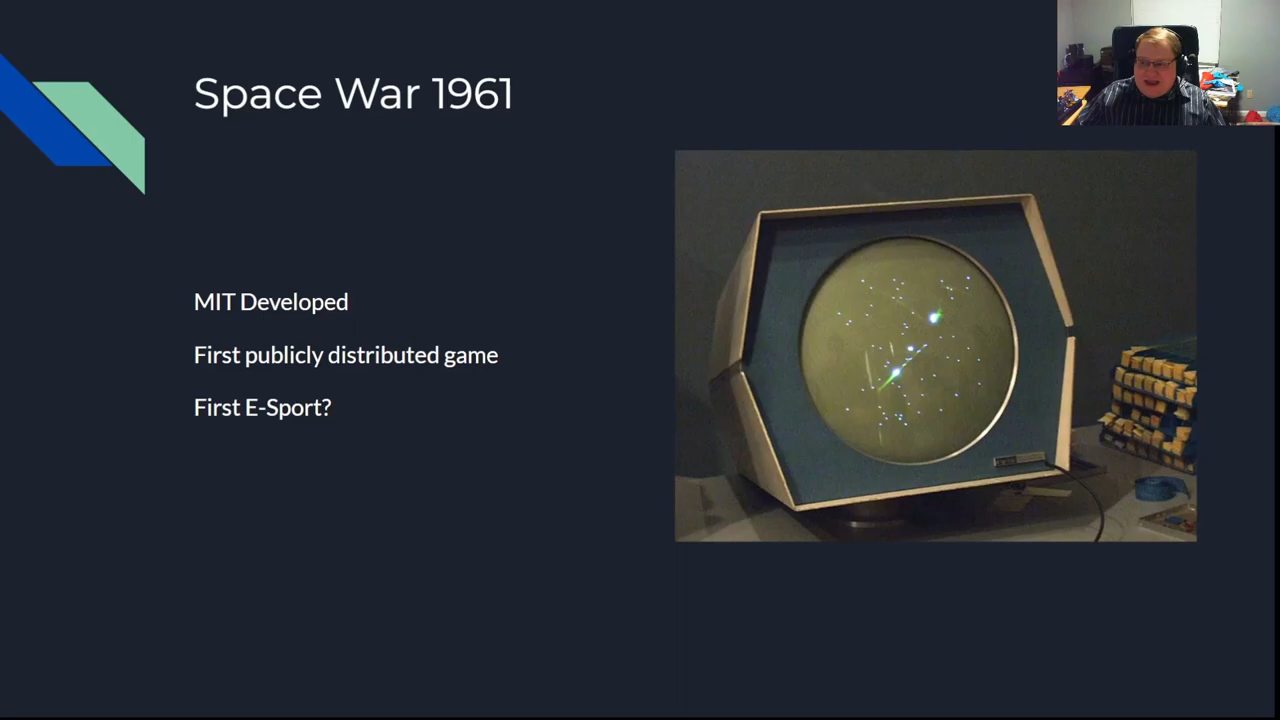 Space War 1961
MIT Developed
First publicly distributed game
First E-Sport?